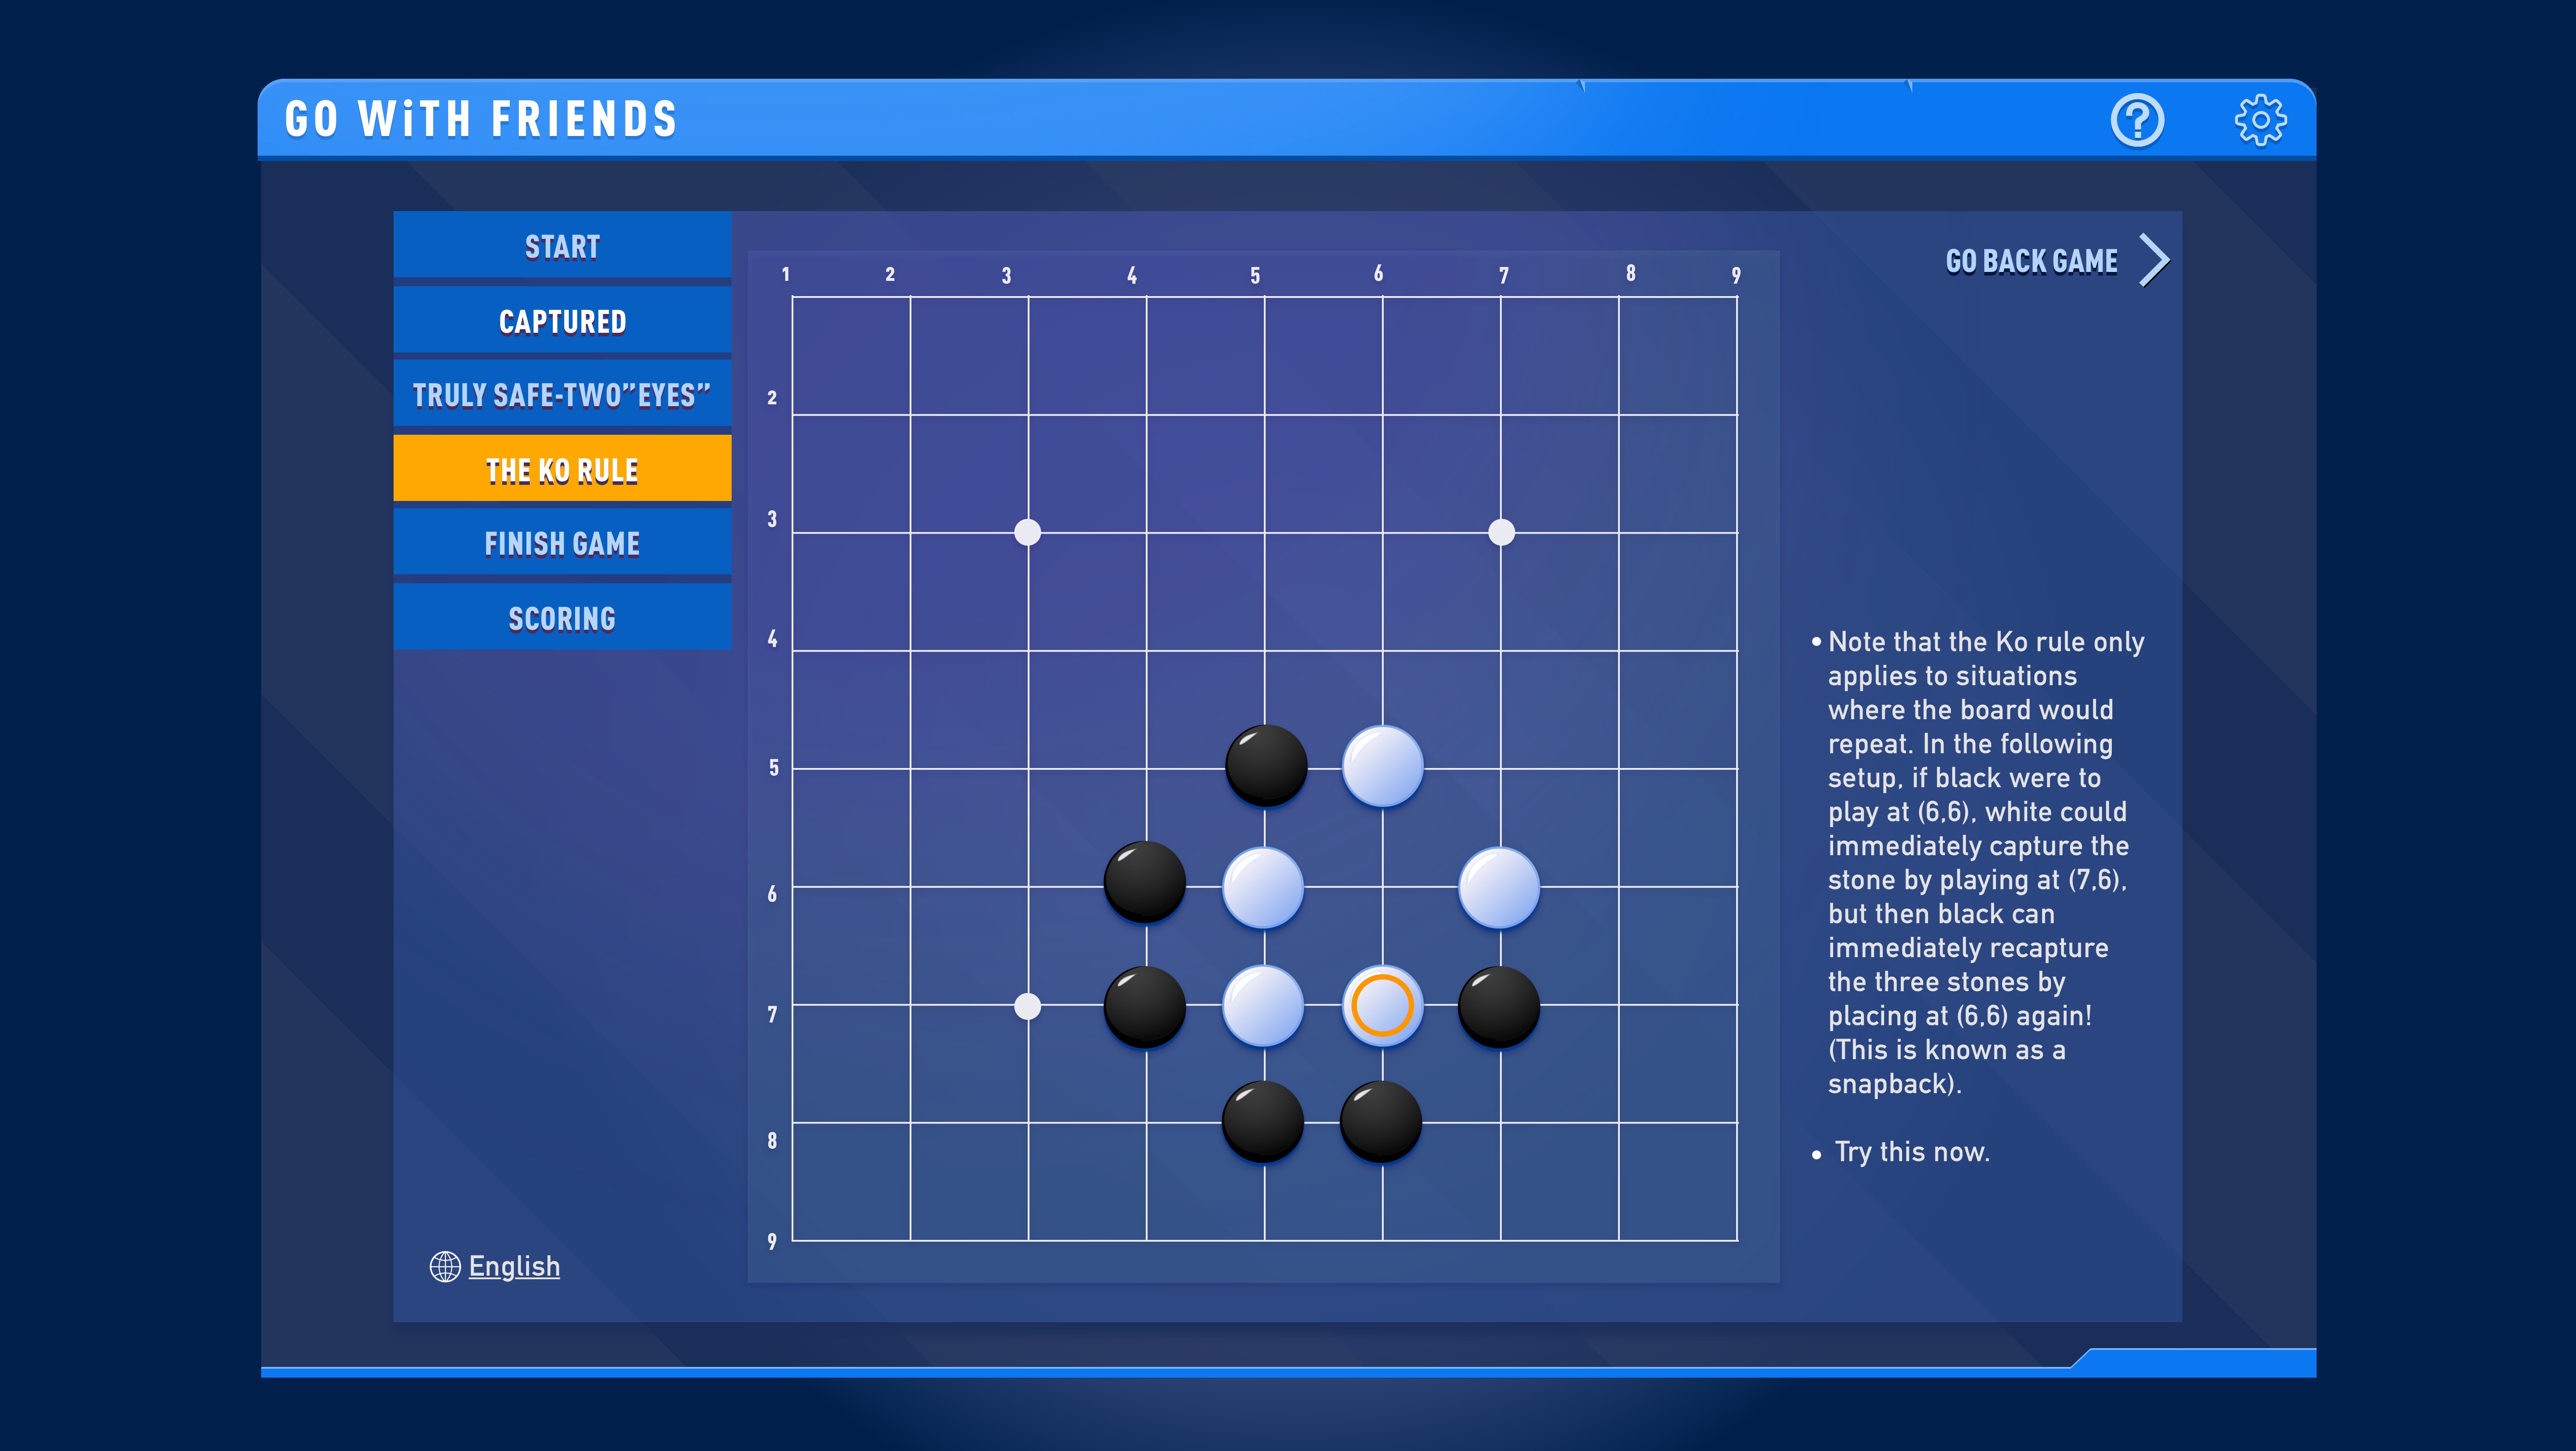 GO WiTH FRIENDS
START
CAPTURED
TRULY SAFE-TWO”EYES”
THE KO RULE
FINISH GAME
SCORING
English
1 2 3 4 5 6 7 8 9
2
3
4
5
6
7
8
9
GO BACK GAME
• Note that the Ko rule only
applies to situations
where the board would
repeat. In the following
setup, if black were to
play at (6,6), white could
immediately capture the
stone by playing at (7,6),
but then black can
immediately recapture
the three stones by
placing at (6,6) again!
(This is known as a
snapback).
• Try this now.